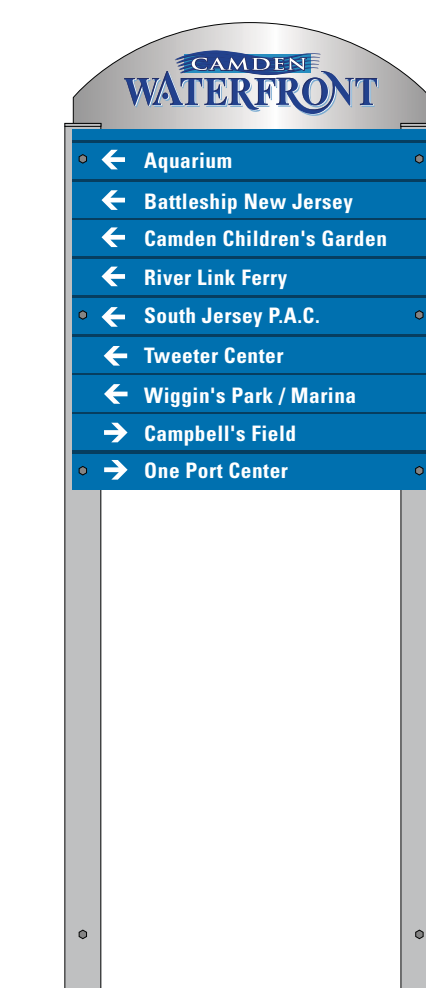 CAMDEN
WATERFRONT
← Aquarium
← Battleship New Jersey
← Camden Children's Garden
← River Link Ferry
← South Jersey P.A.C.
← Tweeter Center
← Wiggin's Park / Marina
→ Campbell's Field
→ One Port Center